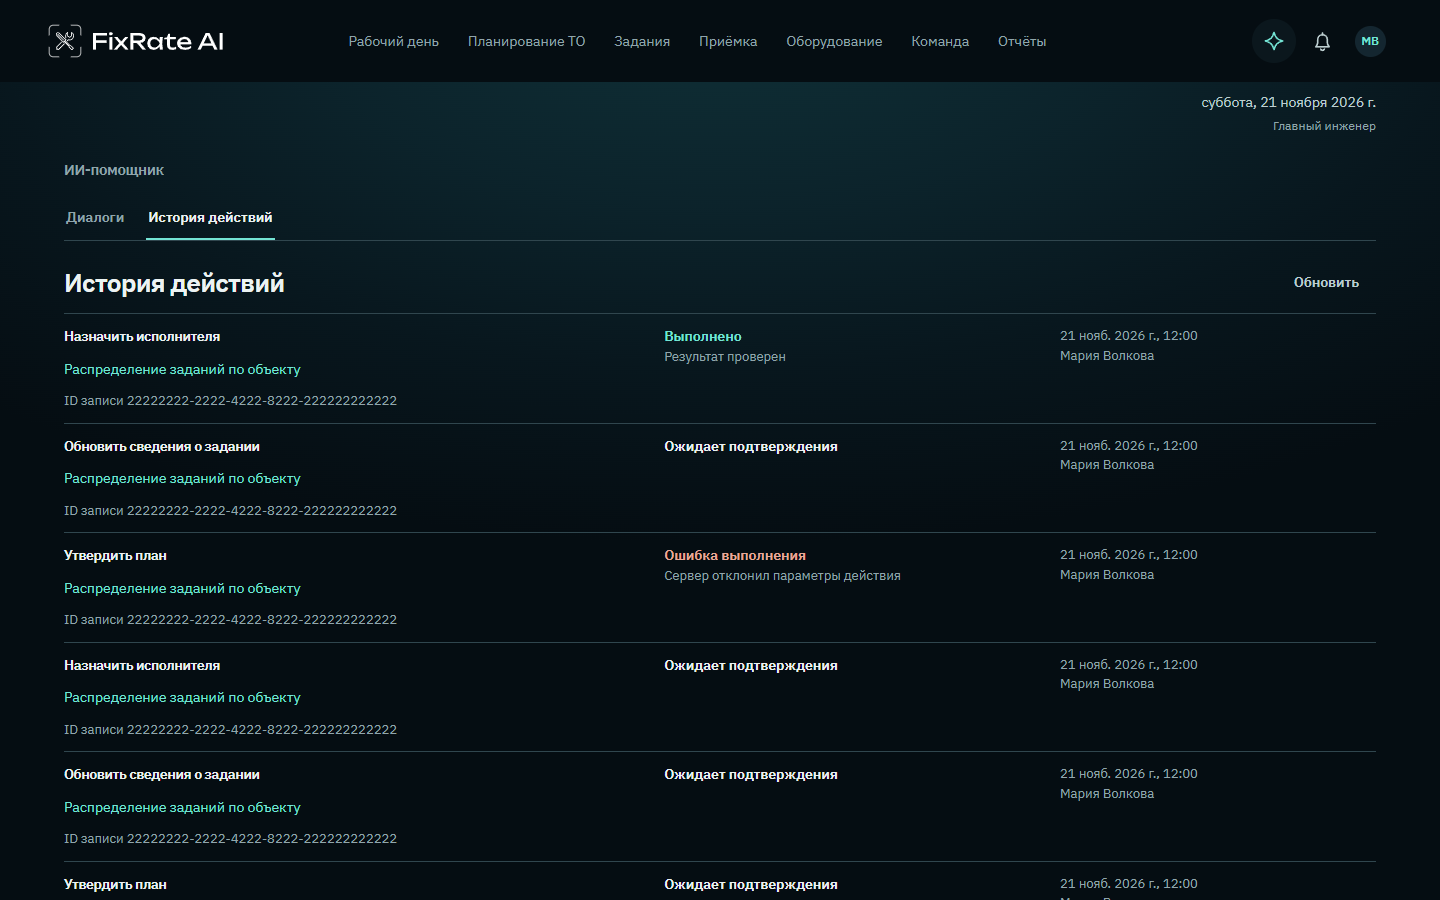 FixRate AI
Рабочий день
Планирование ТО
Задания
Приёмка
Оборудование
Команда
Отчёты
МВ
суббота, 21 ноября 2026 г.
Главный инженер
ИИ-помощник
Диалоги
История действий
История действий
Обновить
Назначить исполнителя
Выполнено
21 нояб. 2026 г., 12:00
Результат проверен
Мария Волкова
Распределение заданий по объекту
ID записи 22222222-2222-4222-8222-222222222222
Обновить сведения о задании
Ожидает подтверждения
21 нояб. 2026 г., 12:00
Мария Волкова
Распределение заданий по объекту
ID записи 22222222-2222-4222-8222-222222222222
Утвердить план
Ошибка выполнения
21 нояб. 2026 г., 12:00
Сервер отклонил параметры действия
Мария Волкова
Распределение заданий по объекту
ID записи 22222222-2222-4222-8222-222222222222
Назначить исполнителя
Ожидает подтверждения
21 нояб. 2026 г., 12:00
Мария Волкова
Распределение заданий по объекту
ID записи 22222222-2222-4222-8222-222222222222
Обновить сведения о задании
Ожидает подтверждения
21 нояб. 2026 г., 12:00
Мария Волкова
Распределение заданий по объекту
ID записи 22222222-2222-4222-8222-222222222222
Утвердить план
Ожидает подтверждения
21 нояб. 2026 г., 12:00